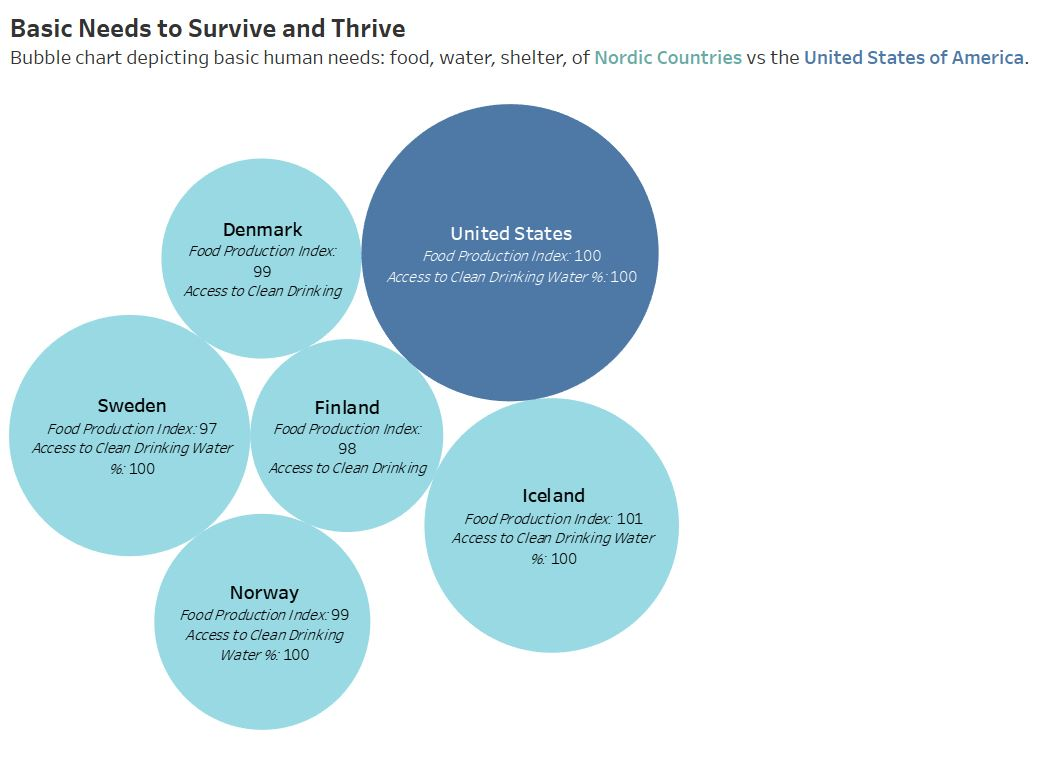 Basic Needs to Survive and Thrive
Bubble chart depicting basic human needs: food, water, shelter, of Nordic Countries vs the United States of America.
Denmark
Food Production Index:
99
Access to Clean Drinking
United States
Food Production Index: 100
Access to Clean Drinking Water %: 100
Sweden
Food Production Index: 97
Access to Clean Drinking Water
%: 100
Finland
Food Production Index:
98
Access to Clean Drinking
Iceland
Food Production Index: 101
Access to Clean Drinking Water
%: 100
Norway
Food Production Index: 99
Access to Clean Drinking
Water %: 100